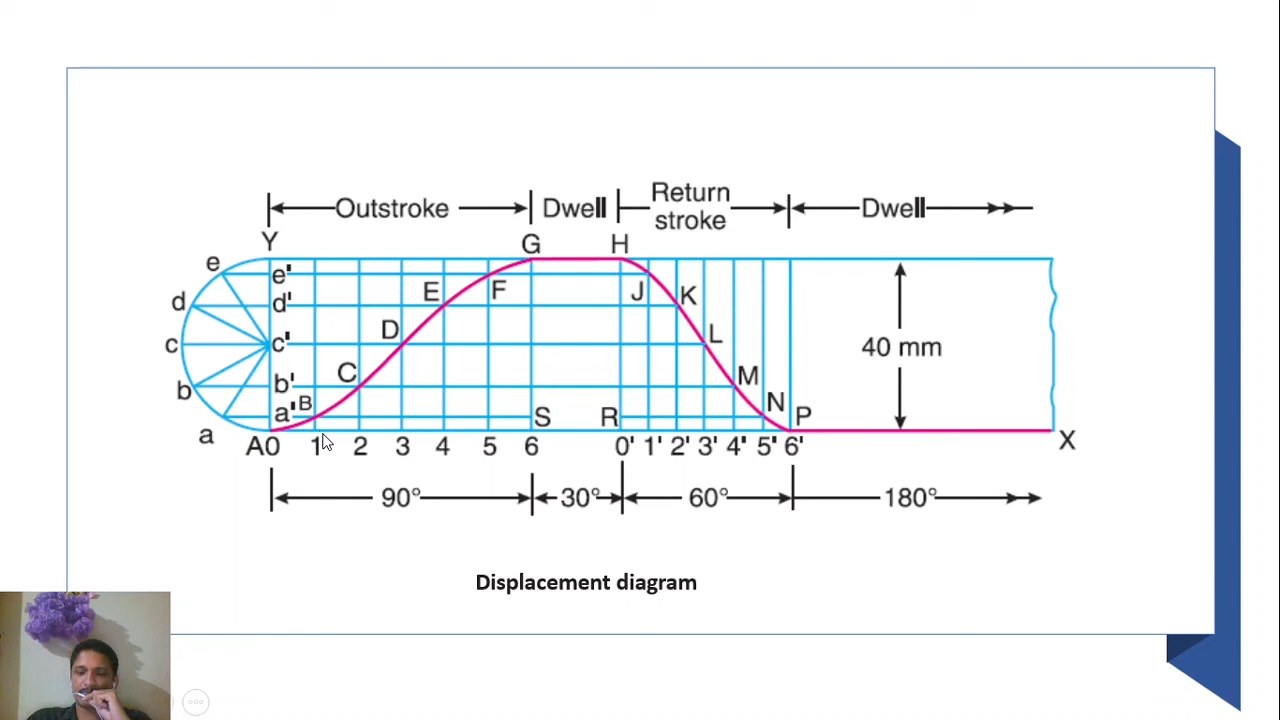 Outstroke Dwell Return stroke Dwell
Y G H
e e'
E F J K
d d'
D L
c c' 40 mm
C M
b b'
B N
a a' S R P
A0 1 2 3 4 5 6 0' 1' 2' 3' 4' 5' 6' X
90° 30° 60° 180°
Displacement diagram